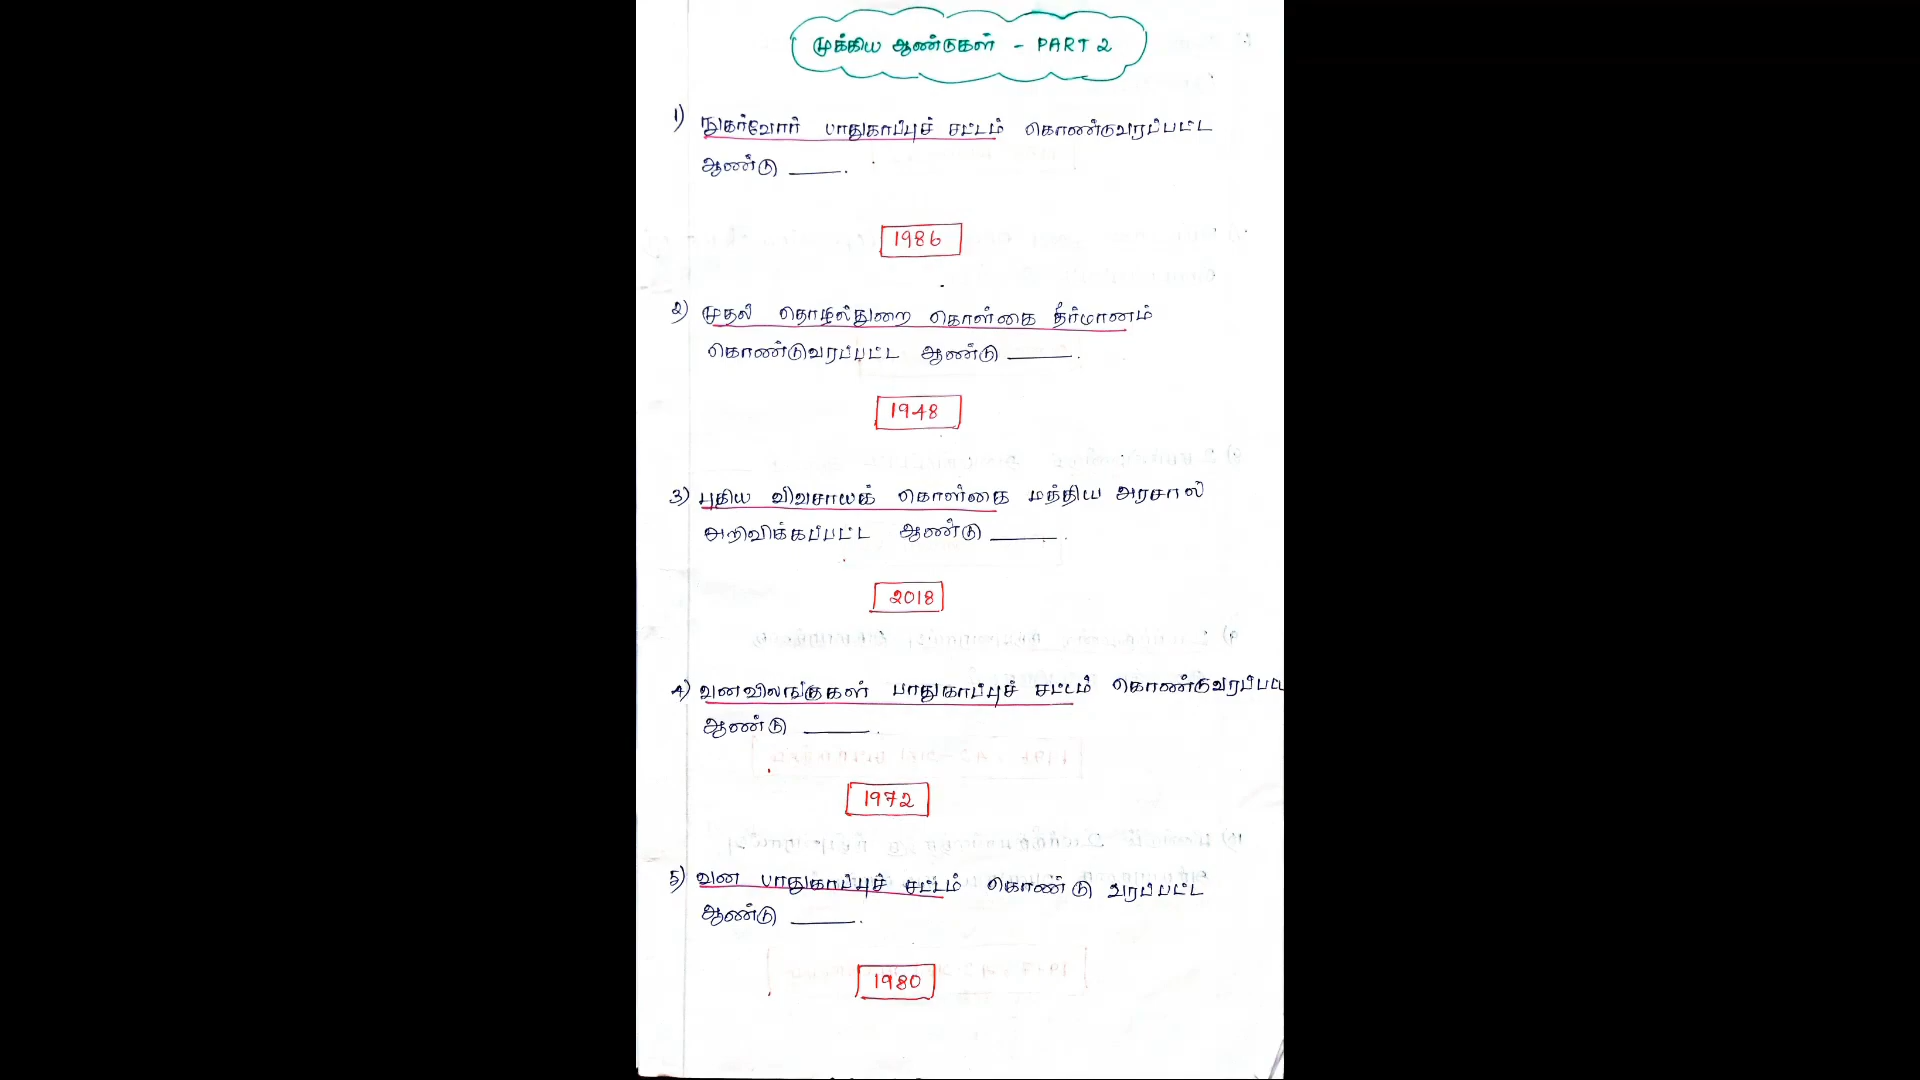 முக்கிய ஆண்டுகள் - PART 2
1) நுகர்வோர் பாதுகாப்புச் சட்டம் கொண்டுவரப்பட்ட
ஆண்டு ____.
1986
2) முதல் தொழல்துறை கொள்கை தீர்மானம்
கொண்டுவரப்பட்ட ஆண்டு ____.
1948
3) புதிய விவசாயக் கொள்கை மத்திய அரசால்
அறிவிக்கப்பட்ட ஆண்டு ____.
2018
4) வனவிலங்குகள் பாதுகாப்புச் சட்டம் கொண்டுவரப்பட
ஆண்டு ____.
1972
5) வன பாதுகாப்புச் சட்டம் கொண்டு வரப்பட்ட
ஆண்டு ____.
1980